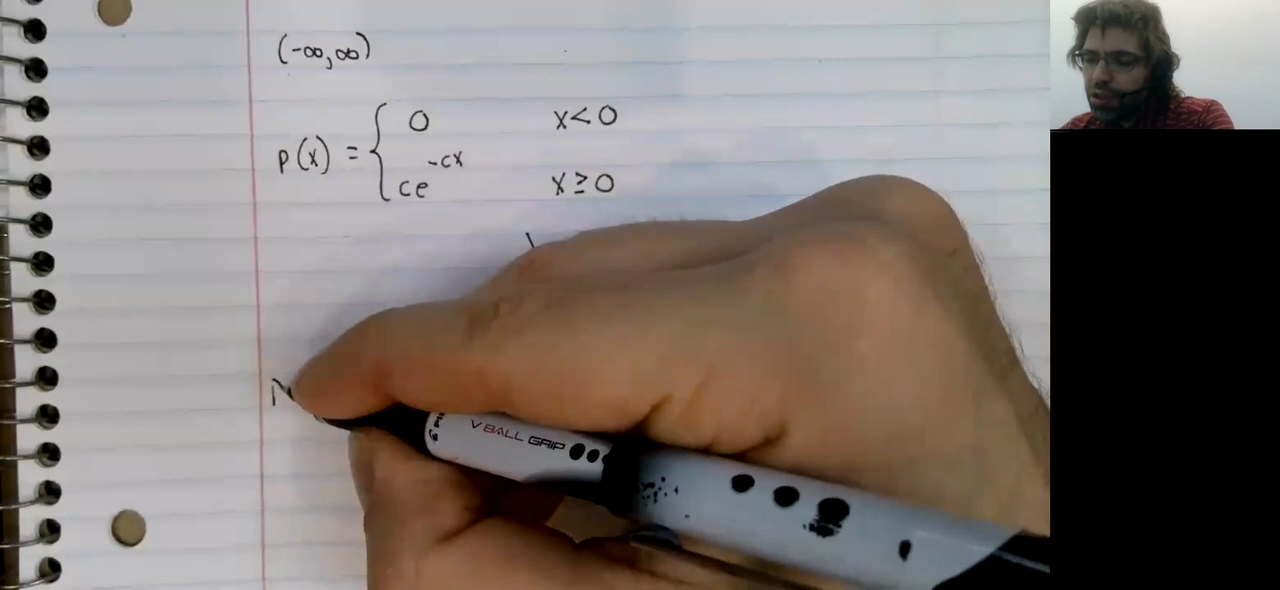 (-∞,∞)
p(x) = { 0 x<0
ce^{-cx} x≥0
V BALL GRIP